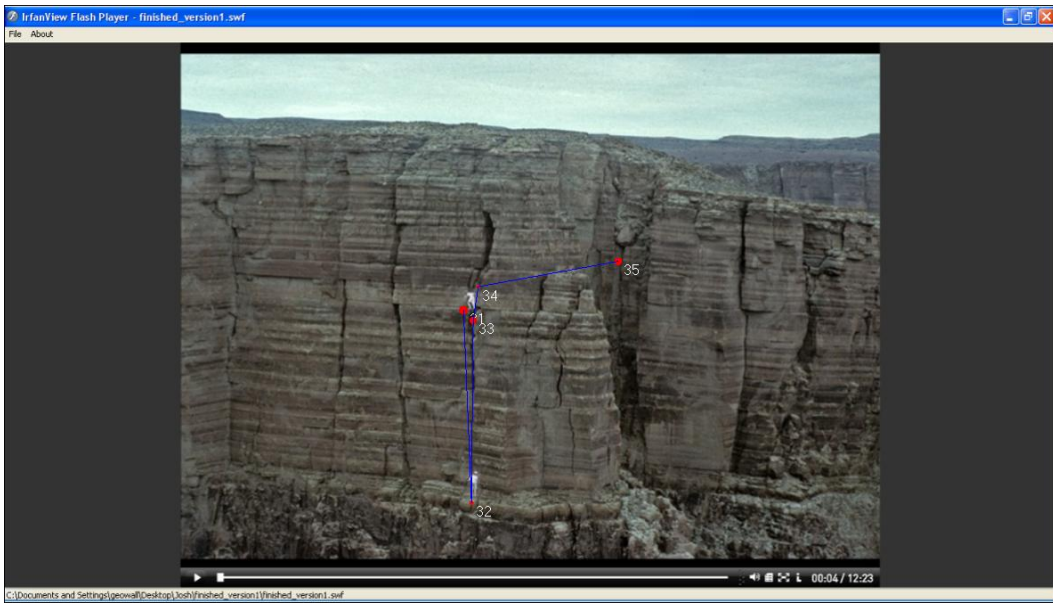 IrfanView Flash Player - finished_version1.swf
File About
35
34
33
32
00:04 / 12:23
C:\Documents and Settings\geowall\Desktop\Josh\finished_version1\finished_version1.swf